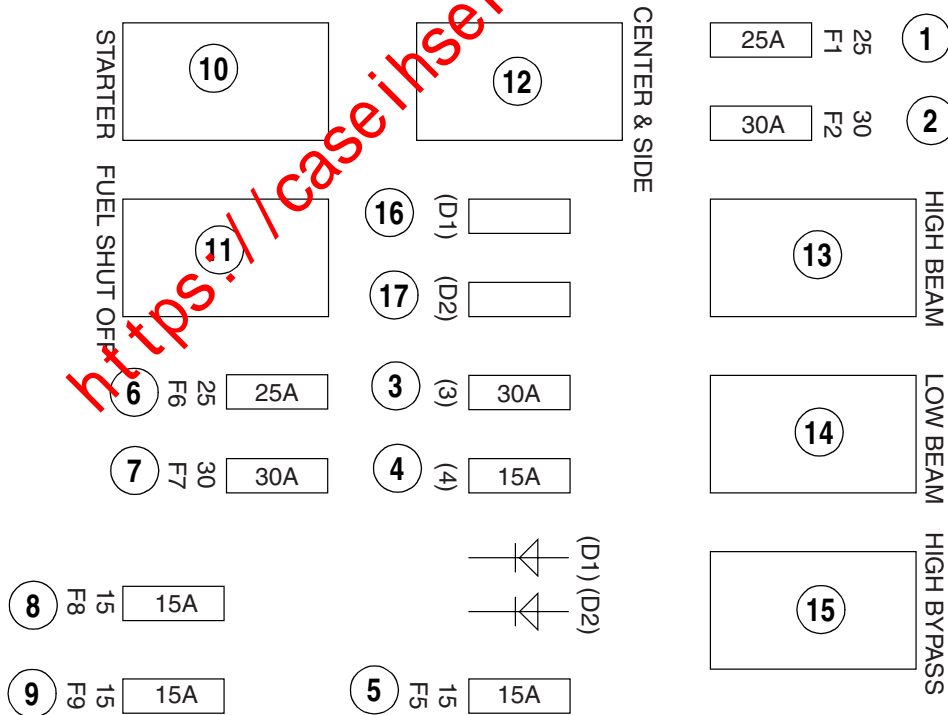 STARTER
10
12
CENTER & SIDE
25A
F1
25
1
30A
F2
30
2
FUEL SHUT OFF
11
16
(D1)
17
(D2)
13
HIGH BEAM
https://caseihse
6
F6
25
25A
3
(3)
30A
14
LOW BEAM
7
F7
30
30A
4
(4)
15A
(D1) (D2)
15
HIGH BYPASS
8
F8
15
15A
9
F9
15
15A
5
F5
15
15A